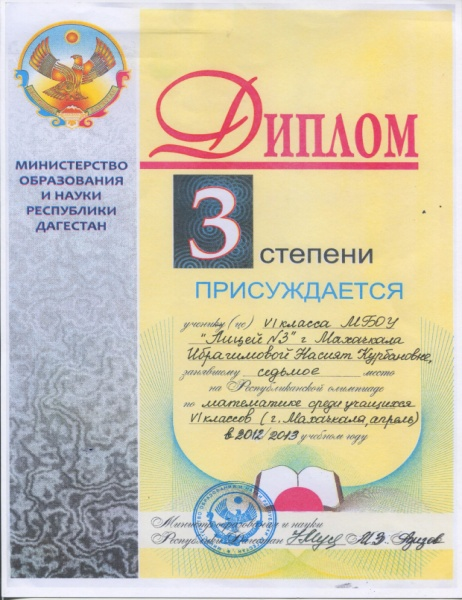 МИНИСТЕРСТВО
ОБРАЗОВАНИЯ
И НАУКИ
РЕСПУБЛИКИ
ДАГЕСТАН
ДИПЛОМ
3
СТЕПЕНИ
ПРИСУЖДАЕТСЯ
ученику (це) VI класса МБОУ
"Лицей №3" г Махачкала
Ибрагимовой Насият Курбановне,
занявшему седьмое место
на Республиканской олимпиаде
по математике среди учащихся
VI классов (г. Махачкала, апрель)
в 2012/2013 учебном году
Министр образования и науки
Республики Дагестан М.Э.